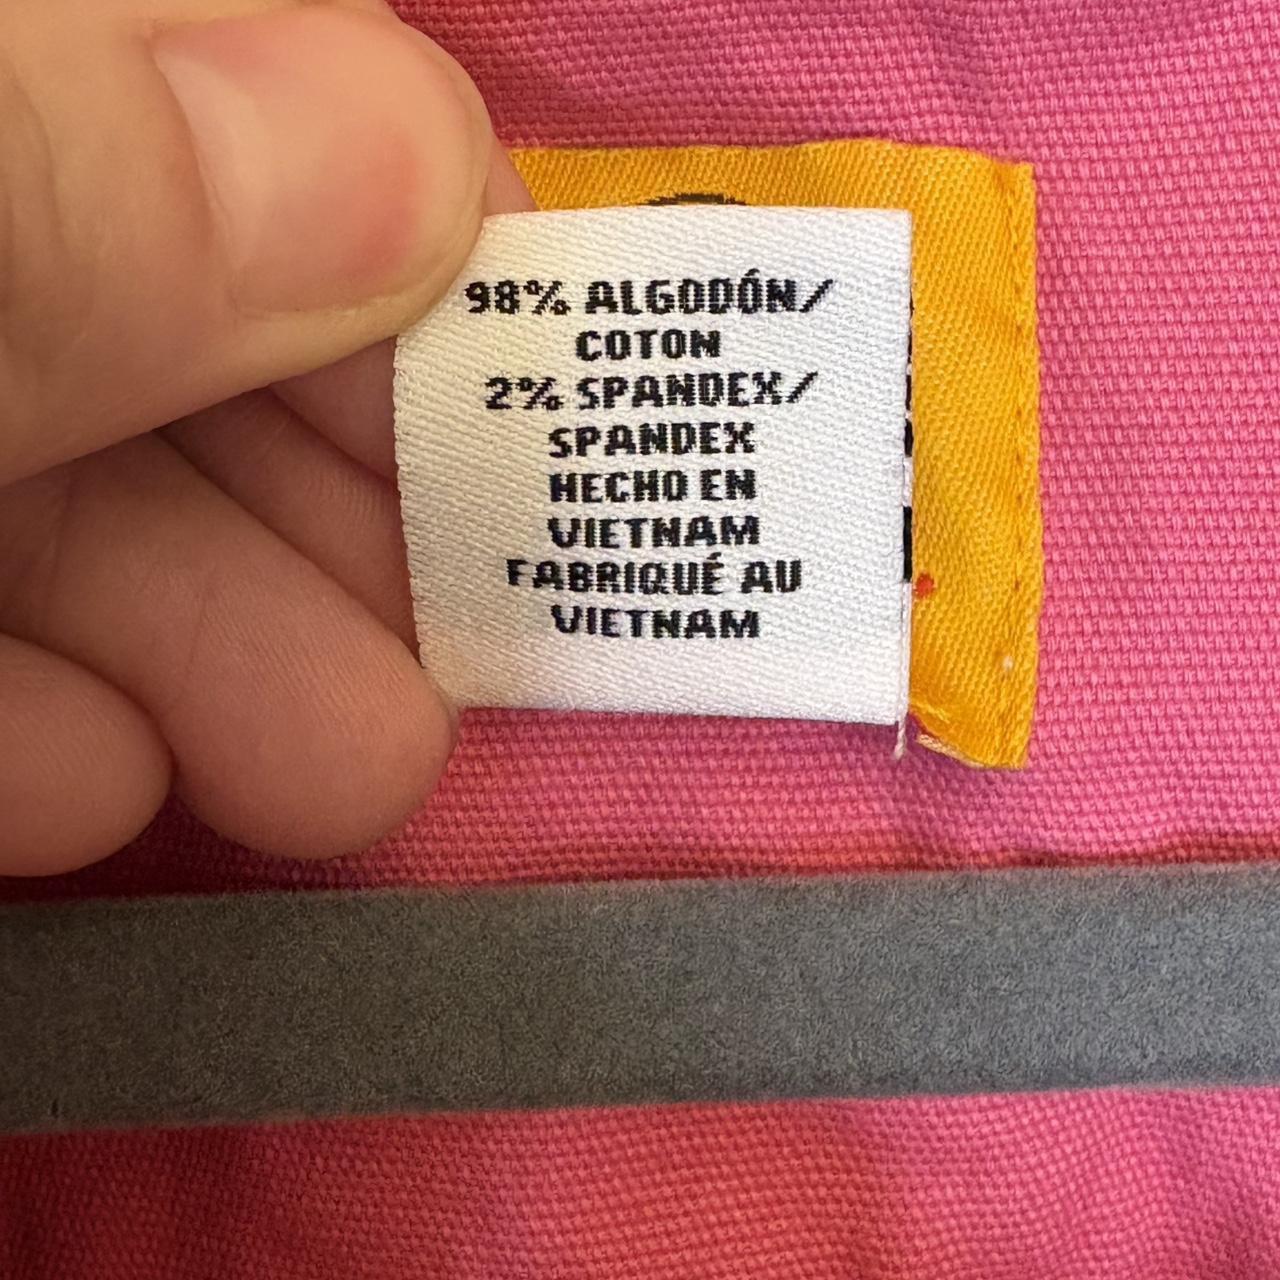 98% ALGODÓN/
COTON
2% SPANDEX/
SPANDEX
HECHO EN
VIETNAM
FABRIQUÉ AU
VIETNAM